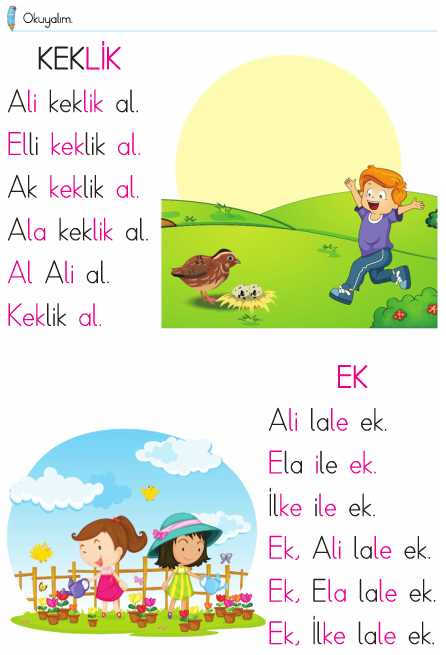 Okuyalım.
KEKLİK
Ali keklik al.
Elli keklik al.
Ak keklik al.
Ala keklik al.
Al Ali al.
Keklik al.
EK
Ali lale ek.
Ela ile ek.
İlke ile ek.
Ek, Ali lale ek.
Ek, Ela lale ek.
Ek, İlke lale ek.